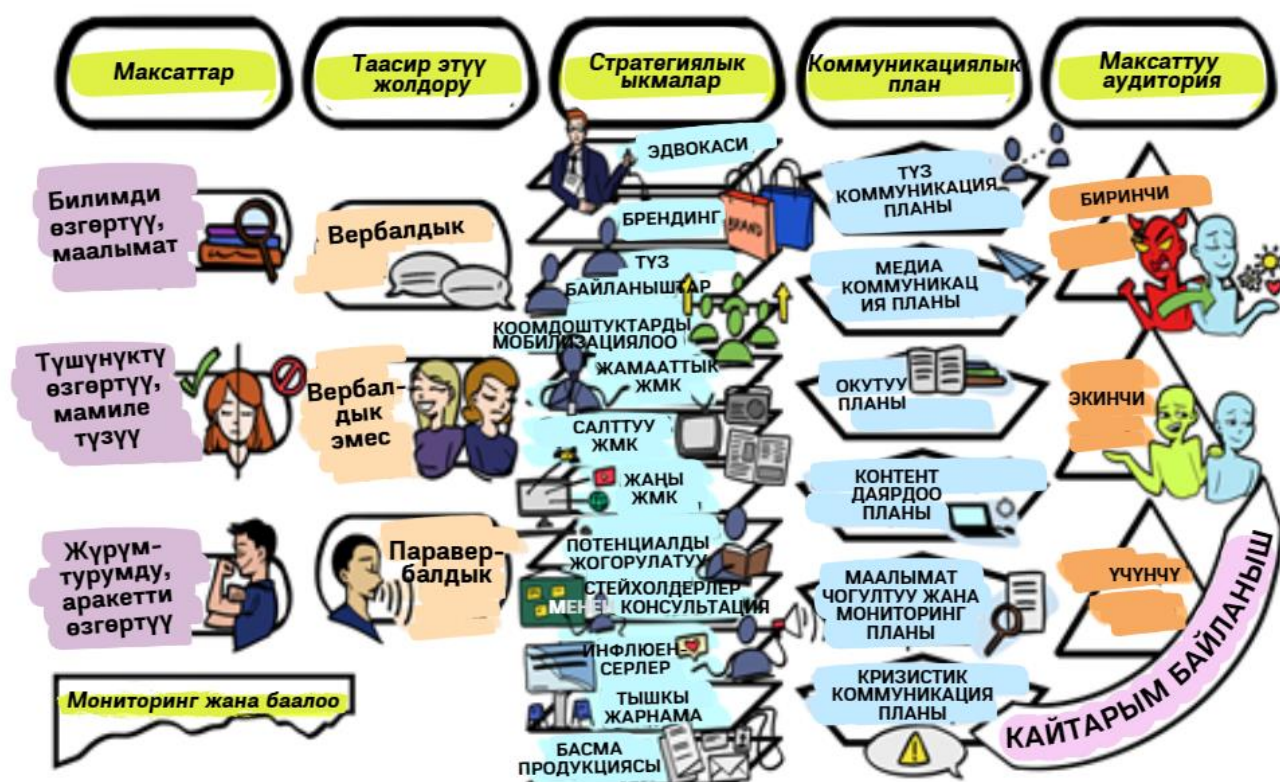 Максаттар
Таасир этүү
жолдору
Стратегиялык
ыкмалар
Коммуникациялык
план
Максаттуу
аудитория
Билимди
өзгөртүү,
маалымат
Түшүнүктү
өзгөртүү,
мамиле
түзүү
Жүрүм-
турумду,
аракетти
өзгөртүү
Мониторинг жана баалоо
Вербалдык
Вербал-
дык
эмес
Паравер-
балдык
ЭДВОКАСИ
БРЕНДИНГ
BRAND
ТҮЗ
БАЙЛАНЫШТАР
КООМДОШТУКТАРДЫ
МОБИЛИЗАЦИЯЛОО
ЖАМААТТЫК
ЖМК
САЛТТУУ
ЖМК
ЖАҢЫ
ЖМК
ПОТЕНЦИАЛДЫ
ЖОГОРУЛАТУУ
СТЕЙХОЛДЕРЛЕР
МЕНЕН КОНСУЛЬТАЦИЯ
ИНФЛЮЕН-
СЕРЛЕР
ТЫШКЫ
ЖАРНАМА
БАСМА
ПРОДУКЦИЯСЫ
ТҮЗ
КОММУНИКАЦИЯ
ПЛАНЫ
МЕДИА
КОММУНИКАЦ
ИЯ ПЛАНЫ
ОКУТУУ
ПЛАНЫ
КОНТЕНТ
ДАЯРДОО
ПЛАНЫ
МААЛЫМАТ
ЧОГУЛТУУ ЖАНА
МОНИТОРИНГ
ПЛАНЫ
КРИЗИСТИК
КОММУНИКАЦИЯ
ПЛАНЫ
БИРИНЧИ
ЭКИНЧИ
ҮЧҮНЧҮ
КАЙТАРЫМ БАЙЛАНЫШ